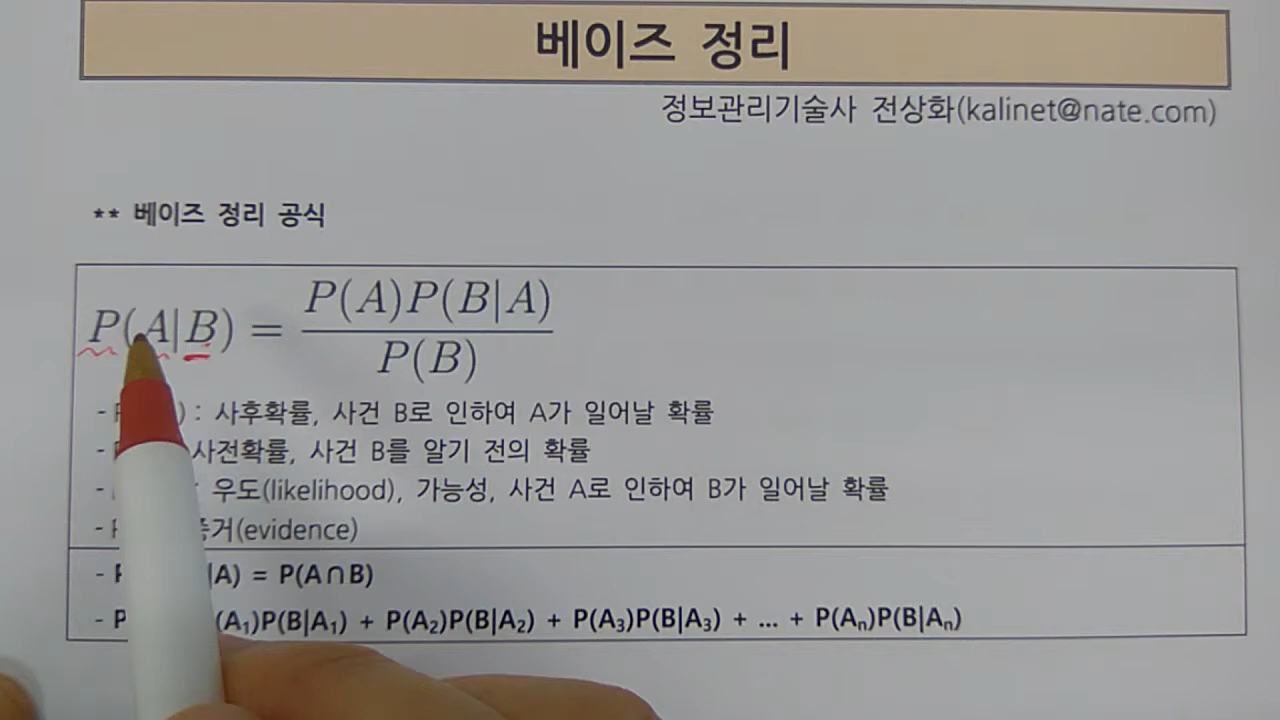 베이즈 정리
정보관리기술사 전상화(kalinet@nate.com)
** 베이즈 정리 공식
P(A|B) = P(A)P(B|A)
P(B)
- ) : 사후확률, 사건 B로 인하여 A가 일어날 확률
- 사전확률, 사건 B를 알기 전의 확률
- : 우도(likelihood), 가능성, 사건 A로 인하여 B가 일어날 확률
- 증거(evidence)
- P |A) = P(A∩B)
- P (A₁)P(B|A₁) + P(A₂)P(B|A₂) + P(A₃)P(B|A₃) + ... + P(Aₙ)P(B|Aₙ)